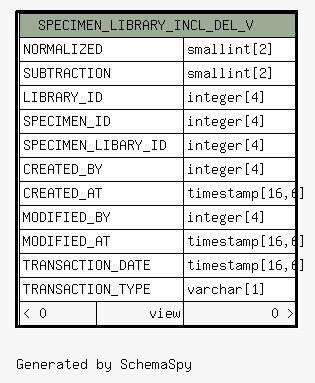 SPECIMEN_LIBRARY_INCL_DEL_V
NORMALIZED smallint[2]
SUBTRACTION smallint[2]
LIBRARY_ID integer[4]
SPECIMEN_ID integer[4]
SPECIMEN_LIBARY_ID integer[4]
CREATED_BY integer[4]
CREATED_AT timestamp[16,6]
MODIFIED_BY integer[4]
MODIFIED_AT timestamp[16,6]
TRANSACTION_DATE timestamp[16,6]
TRANSACTION_TYPE varchar[1]
< 0 view 0 >
Generated by SchemaSpy